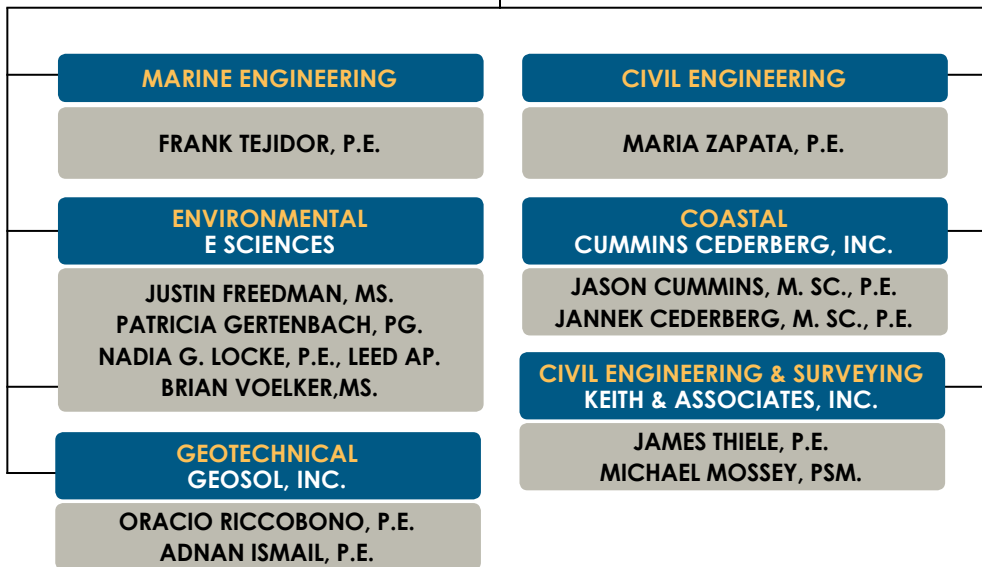 MARINE ENGINEERING
FRANK TEJIDOR, P.E.
ENVIRONMENTAL
E SCIENCES
JUSTIN FREEDMAN, MS.
PATRICIA GERTENBACH, PG.
NADIA G. LOCKE, P.E., LEED AP.
BRIAN VOELKER,MS.
GEOTECHNICAL
GEOSOL, INC.
ORACIO RICCOBONO, P.E.
ADNAN ISMAIL, P.E.
CIVIL ENGINEERING
MARIA ZAPATA, P.E.
COASTAL
CUMMINS CEDERBERG, INC.
JASON CUMMINS, M. SC., P.E.
JANNEK CEDERBERG, M. SC., P.E.
CIVIL ENGINEERING & SURVEYING
KEITH & ASSOCIATES, INC.
JAMES THIELE, P.E.
MICHAEL MOSSEY, PSM.